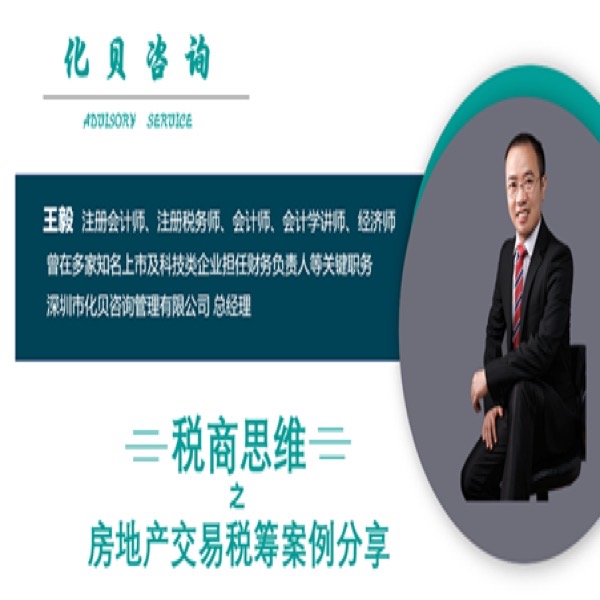 化贝咨询
ADVISORY SERVICE
王毅 注册会计师、注册税务师、会计师、会计学讲师、经济师
曾在多家知名上市及科技类企业担任财务负责人等关键职务
深圳市化贝咨询管理有限公司 总经理
税商思维
之
房地产交易税筹案例分享